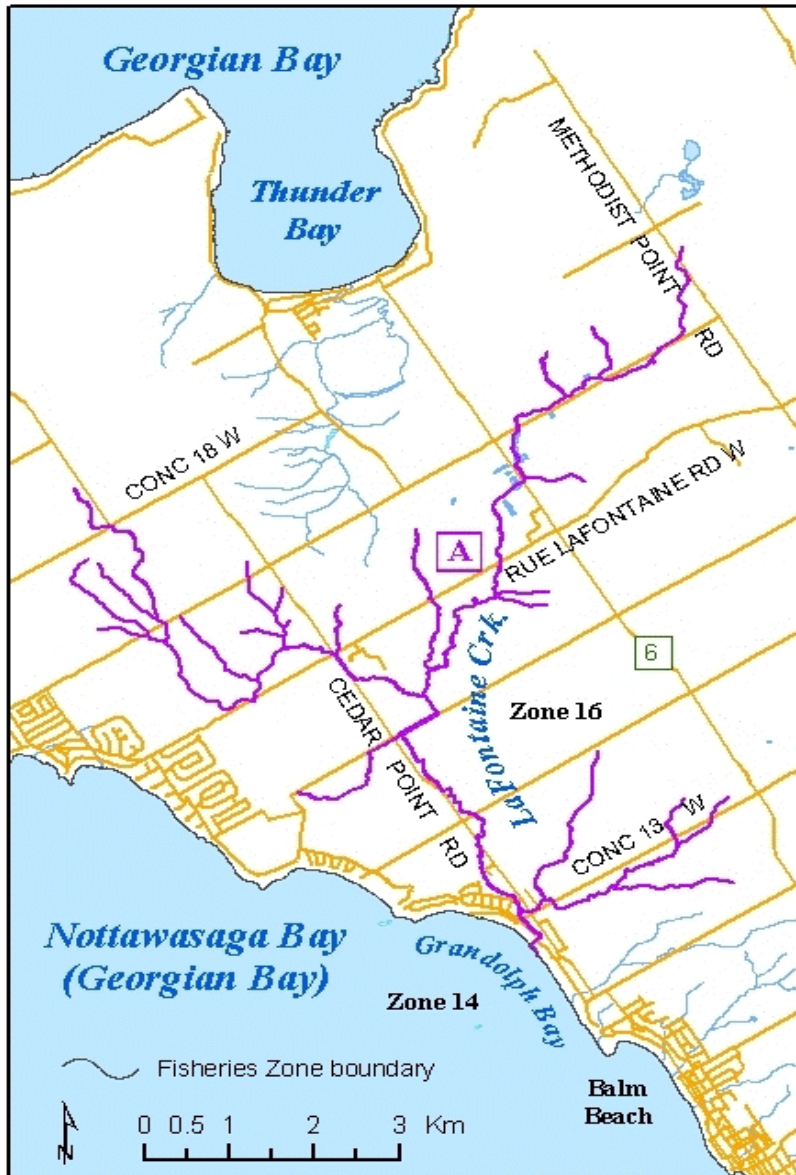 Georgian Bay
Thunder
Bay
METHODIST POINT RD
CONC 18 W
RUE LAFONTAINE RD W
A
6
LaFontaine Crk
Zone 16
CEDAR POINT RD
CONC 13 W
Nottawasaga Bay
(Georgian Bay)
Grandolph Bay
Zone 14
Fisheries Zone boundary
Balm
Beach
N
0 0.5 1 2 3 Km